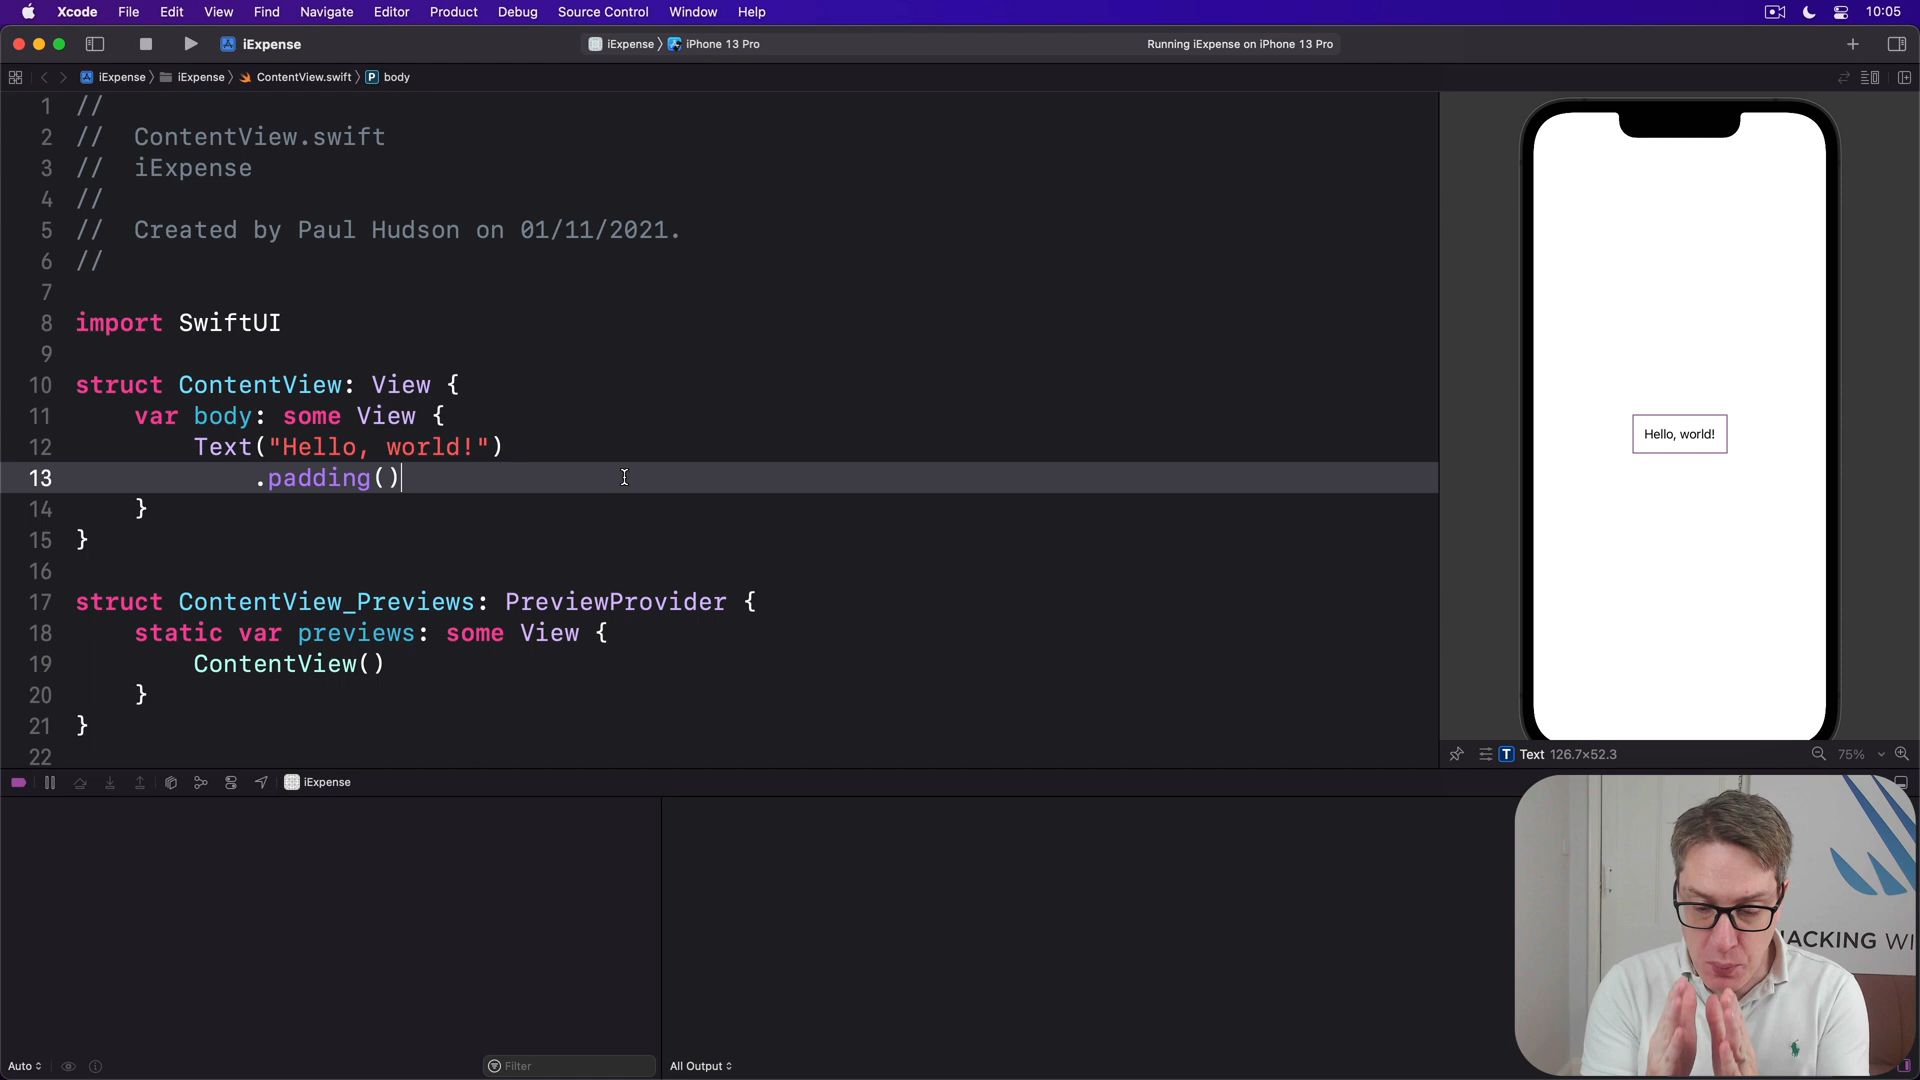 Xcode File Edit View Find Navigate Editor Product Debug Source Control Window Help 10:05
iExpense iExpense iPhone 13 Pro Running iExpense on iPhone 13 Pro
iExpense iExpense ContentView.swift P body
1 //
2 // ContentView.swift
3 // iExpense
4 //
5 // Created by Paul Hudson on 01/11/2021.
6 //
7
8 import SwiftUI
9
10 struct ContentView: View {
11 var body: some View {
12 Text("Hello, world!")
13 .padding()
14 }
15 }
16
17 struct ContentView_Previews: PreviewProvider {
18 static var previews: some View {
19 ContentView()
20 }
21 }
22
Hello, world!
T Text 126.7×52.3 75%
iExpense
HACKING WI
Auto Filter All Output